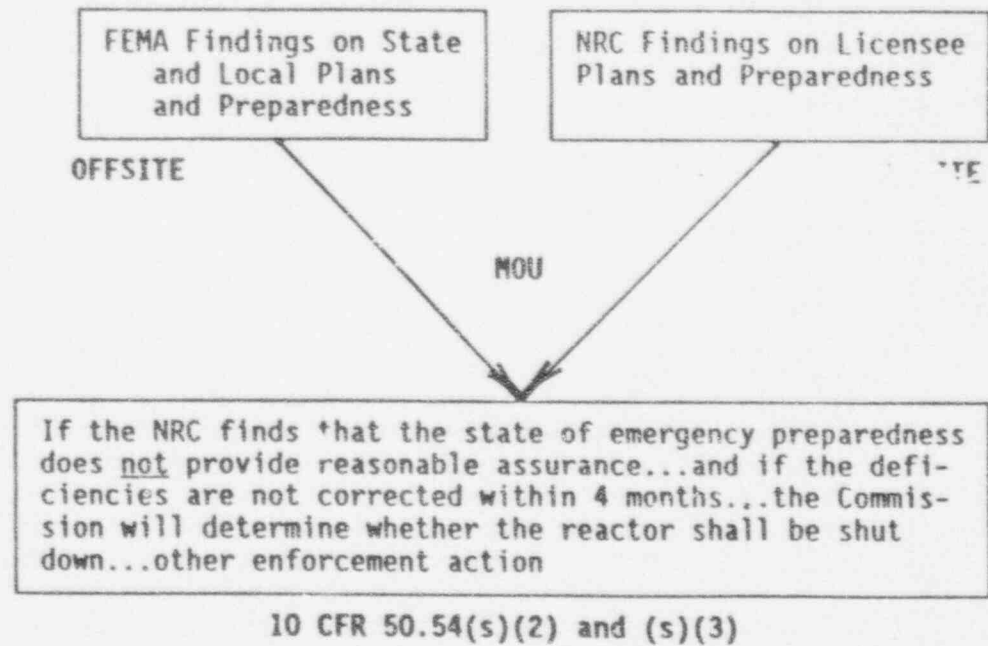 FEMA Findings on State
and Local Plans
and Preparedness
NRC Findings on Licensee
Plans and Preparedness
OFFSITE
MOU
If the NRC finds that the state of emergency preparedness
does not provide reasonable assurance...and if the defi-
ciencies are not corrected within 4 months...the Commis-
sion will determine whether the reactor shall be shut
down...other enforcement action
10 CFR 50.54(s)(2) and (s)(3)